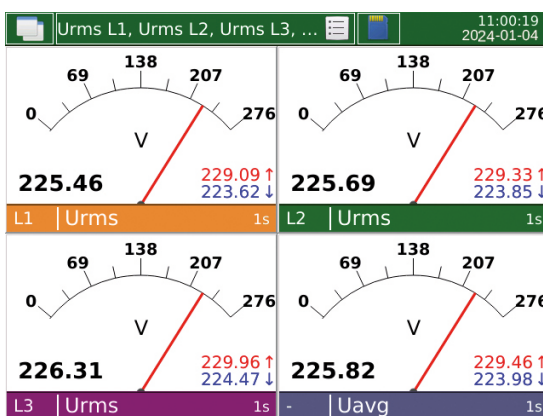 Urms L1, Urms L2, Urms L3, ...
11:00:19
2024-01-04
0 69 138 207 276
V
225.46
229.09↑
223.62↓
L1 Urms 1s
0 69 138 207 276
V
225.69
229.33↑
223.85↓
L2 Urms 1s
0 69 138 207 276
V
226.31
229.96↑
224.47↓
L3 Urms 1s
0 69 138 207 276
V
225.82
229.46↑
223.98↓
- Uavg 1s